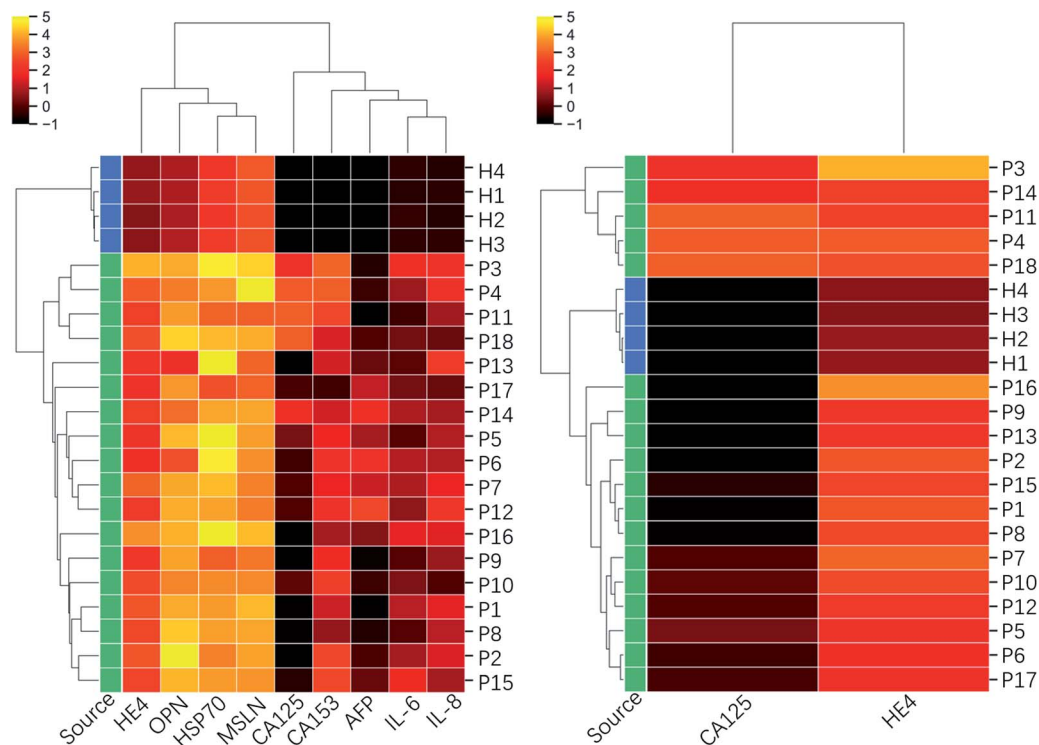 5
4
3
2
1
0
−1
H4
H1
H2
H3
P3
P4
P11
P18
P13
P17
P14
P5
P6
P7
P12
P16
P9
P10
P1
P8
P2
P15
Source HE4 OPN HSP70 MSLN CA125 CA153 AFP IL-6 IL-8
5
4
3
2
1
0
−1
P3
P14
P11
P4
P18
H4
H3
H2
H1
P16
P9
P13
P2
P15
P1
P8
P7
P10
P12
P5
P6
P17
Source CA125 HE4